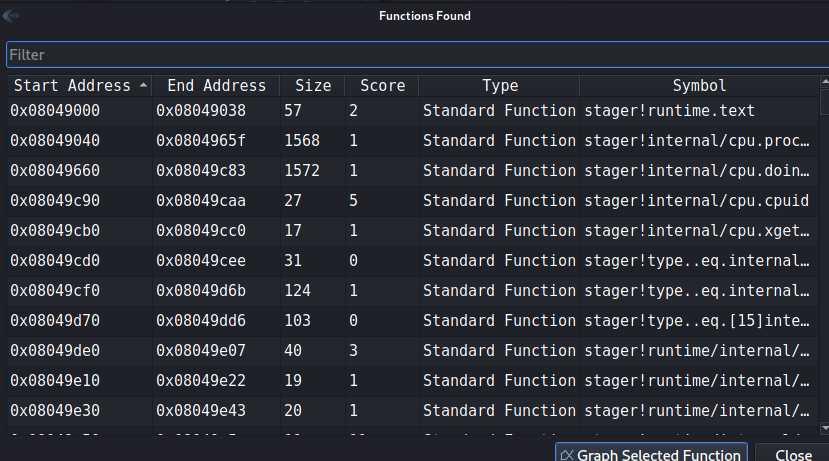 Functions Found
Filter
Start Address End Address Size Score Type Symbol
0x08049000 0x08049038 57 2 Standard Function stager!runtime.text
0x08049040 0x0804965f 1568 1 Standard Function stager!internal/cpu.proc…
0x08049660 0x08049c83 1572 1 Standard Function stager!internal/cpu.doin…
0x08049c90 0x08049caa 27 5 Standard Function stager!internal/cpu.cpuid
0x08049cb0 0x08049cc0 17 1 Standard Function stager!internal/cpu.xget…
0x08049cd0 0x08049cee 31 0 Standard Function stager!type..eq.internal…
0x08049cf0 0x08049d6b 124 1 Standard Function stager!type..eq.internal…
0x08049d70 0x08049dd6 103 0 Standard Function stager!type..eq.[15]inte…
0x08049de0 0x08049e07 40 3 Standard Function stager!runtime/internal/…
0x08049e10 0x08049e22 19 1 Standard Function stager!runtime/internal/…
0x08049e30 0x08049e43 20 1 Standard Function stager!runtime/internal/…
Graph Selected Function Close